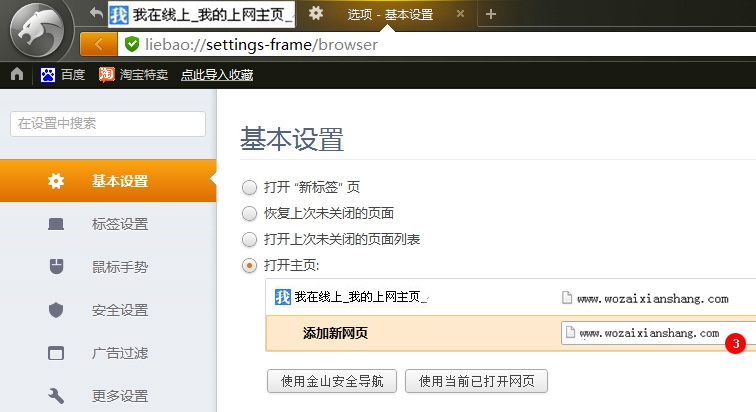 我 我在线上_我的上网主页_
选项 - 基本设置
liebao://settings-frame/browser
百度 淘 淘宝特卖 点此导入收藏
在设置中搜索
基本设置
标签设置
鼠标手势
安全设置
广告过滤
更多设置
基本设置
打开 “新标签” 页
恢复上次未关闭的页面
打开上次未关闭的页面列表
打开主页:
我 我在线上_我的上网主页_ www.wozaixianshang.com
添加新网页 www.wozaixianshang.com 3
使用金山安全导航 使用当前已打开网页